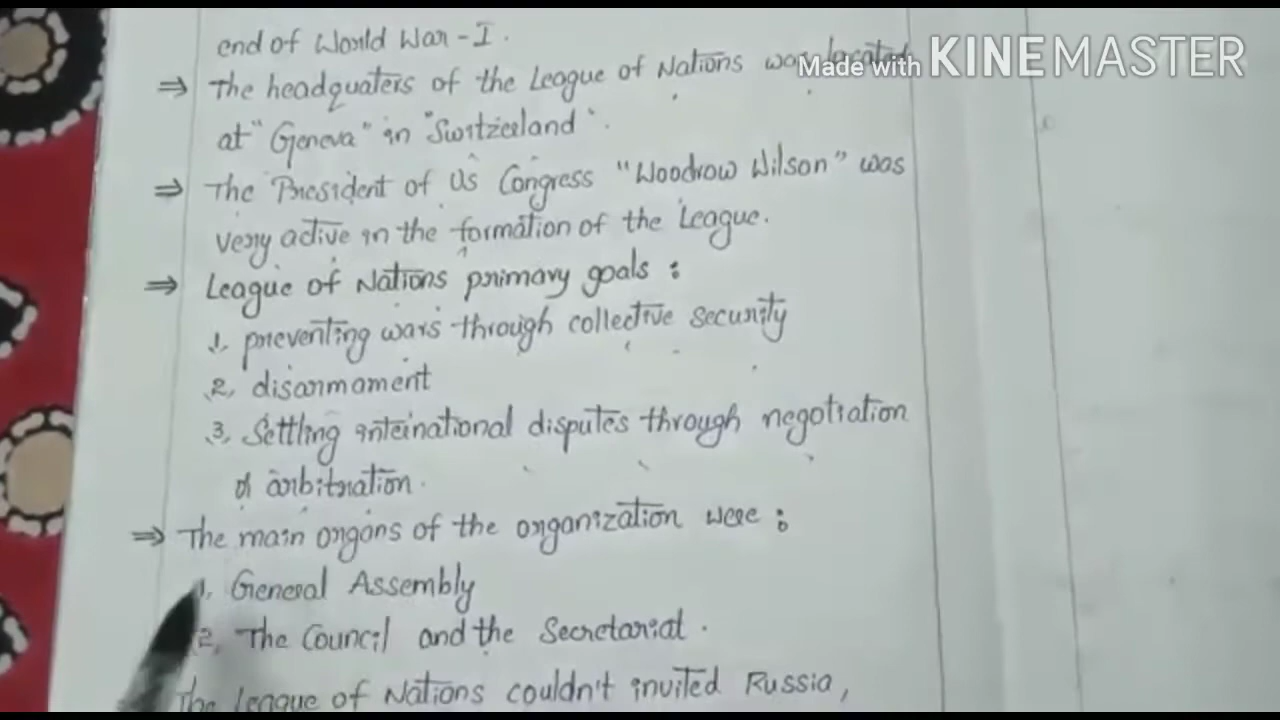 end of World War - I.
⇒ The headquaters of the League of Nations was located
at "Geneva" in "Switzerland".
⇒ The President of US Congress "Woodrow Wilson" was
very active in the formation of the League.
⇒ League of Nations primary goals :
1, preventing wars through collective security
2, disarmament
3, Settling international disputes through negotiation
arbitration.
⇒ The main organs of the organization were :
1, General Assembly
2, The Council and the Secretariat.
The League of Nations couldn't invited Russia,
Made with KINEMASTER